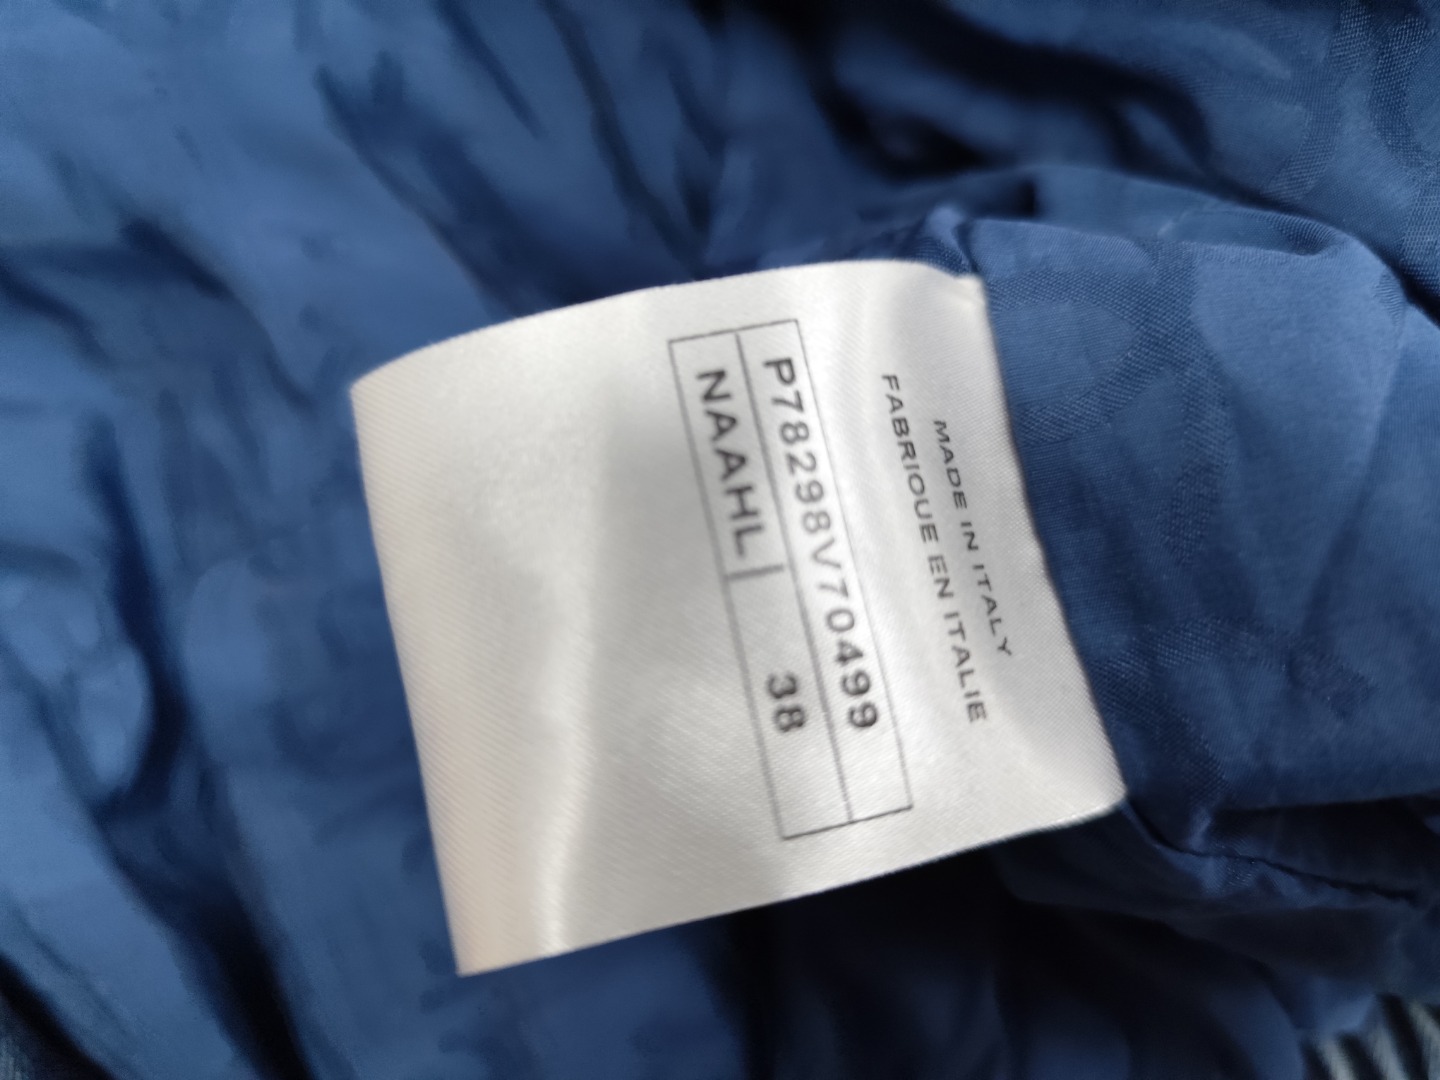 MADE IN ITALY
FABRIQUE EN ITALIE
P78298V70499
NAAHL 38